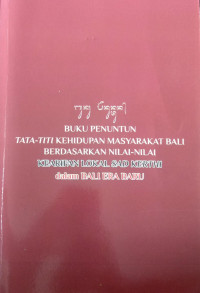 BUKU PENUNTUN
TATA-TITI KEHIDUPAN MASYARAKAT BALI
BERDASARKAN NILAI-NILAI
KEARIFAN LOKAL SAD KERTHI
dalam BALI ERA BARU